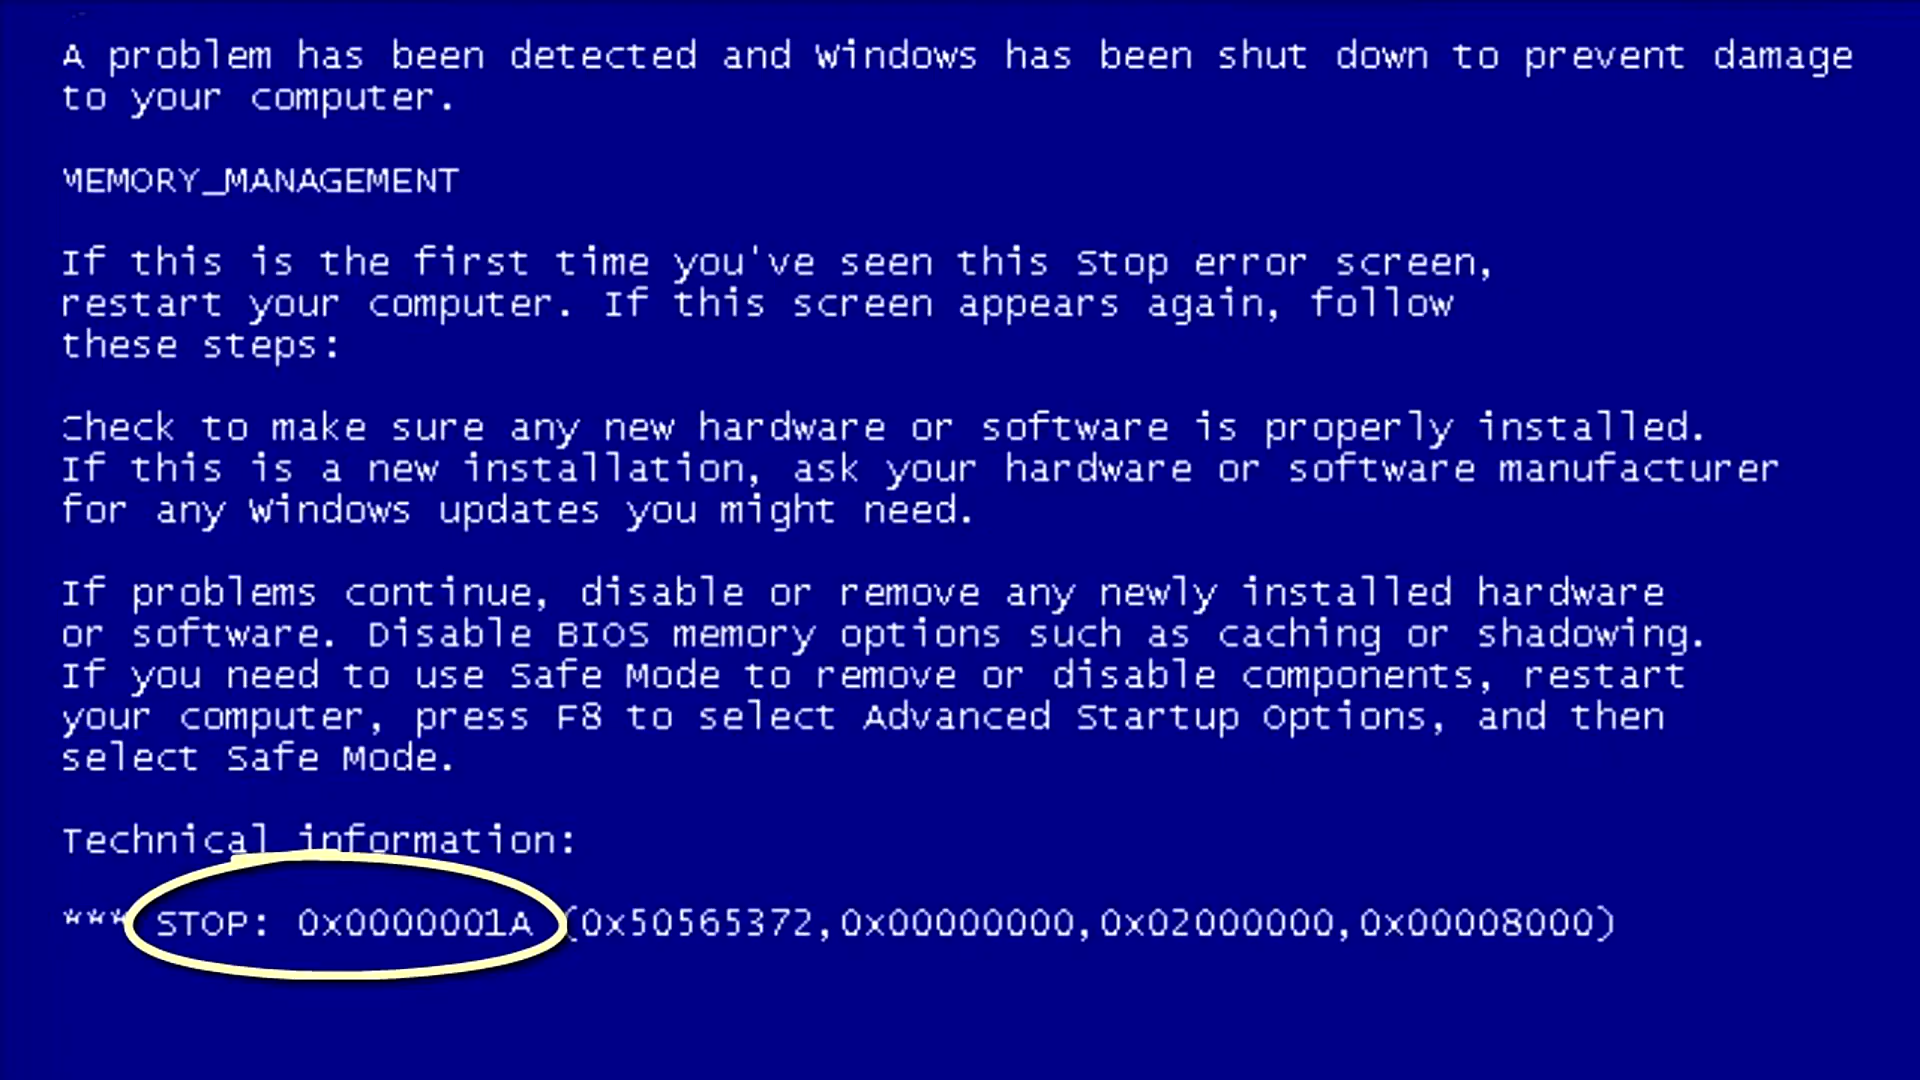 A problem has been detected and Windows has been shut down to prevent damage
to your computer.
MEMORY_MANAGEMENT
If this is the first time you've seen this Stop error screen,
restart your computer. If this screen appears again, follow
these steps:
Check to make sure any new hardware or software is properly installed.
If this is a new installation, ask your hardware or software manufacturer
for any Windows updates you might need.
If problems continue, disable or remove any newly installed hardware
or software. Disable BIOS memory options such as caching or shadowing.
If you need to use Safe Mode to remove or disable components, restart
your computer, press F8 to select Advanced Startup Options, and then
select Safe Mode.
Technical information:
*** STOP: 0x0000001A (0x50565372,0x00000000,0x02000000,0x00008000)